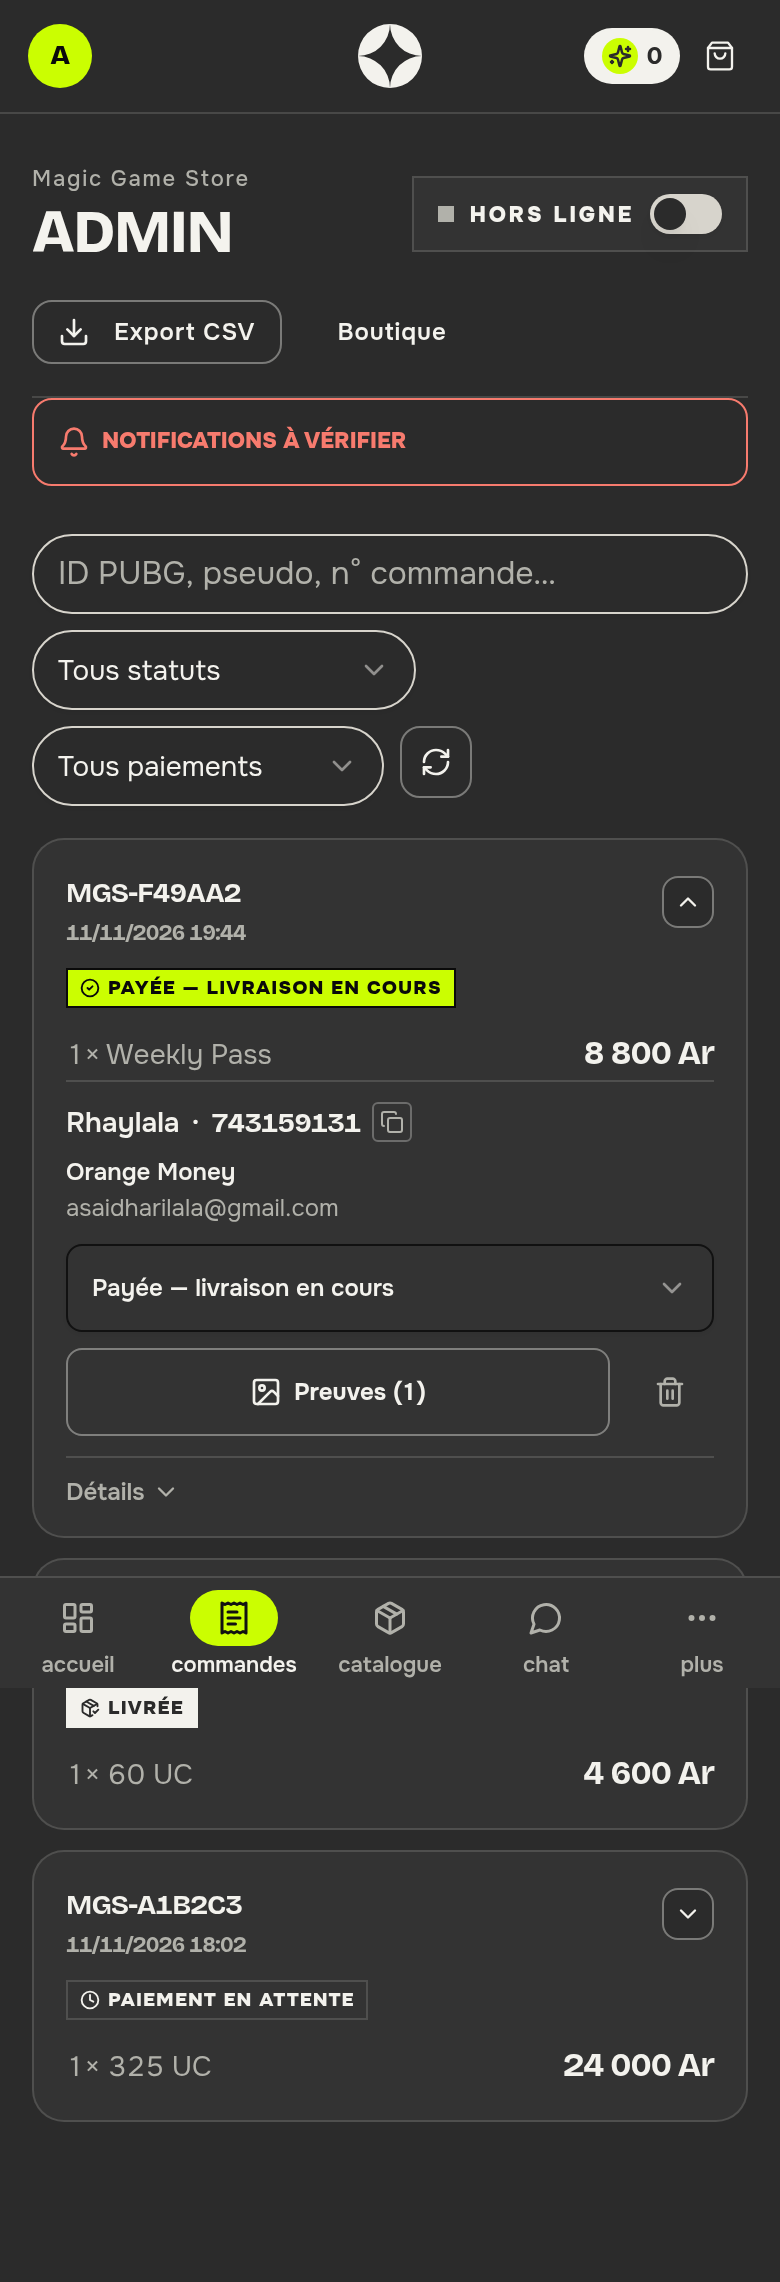 A
0
Magic Game Store
ADMIN
HORS LIGNE
Export CSV
Boutique
NOTIFICATIONS À VÉRIFIER
ID PUBG, pseudo, n° commande...
Tous statuts
Tous paiements
MGS-F49AA2
11/11/2026 19:44
PAYÉE — LIVRAISON EN COURS
1 × Weekly Pass
8 800 Ar
Rhaylala · 743159131
Orange Money
asaidharilala@gmail.com
Payée — livraison en cours
Preuves (1)
Détails
accueil
commandes
catalogue
chat
plus
LIVRÉE
1 × 60 UC
4 600 Ar
MGS-A1B2C3
11/11/2026 18:02
PAIEMENT EN ATTENTE
1 × 325 UC
24 000 Ar